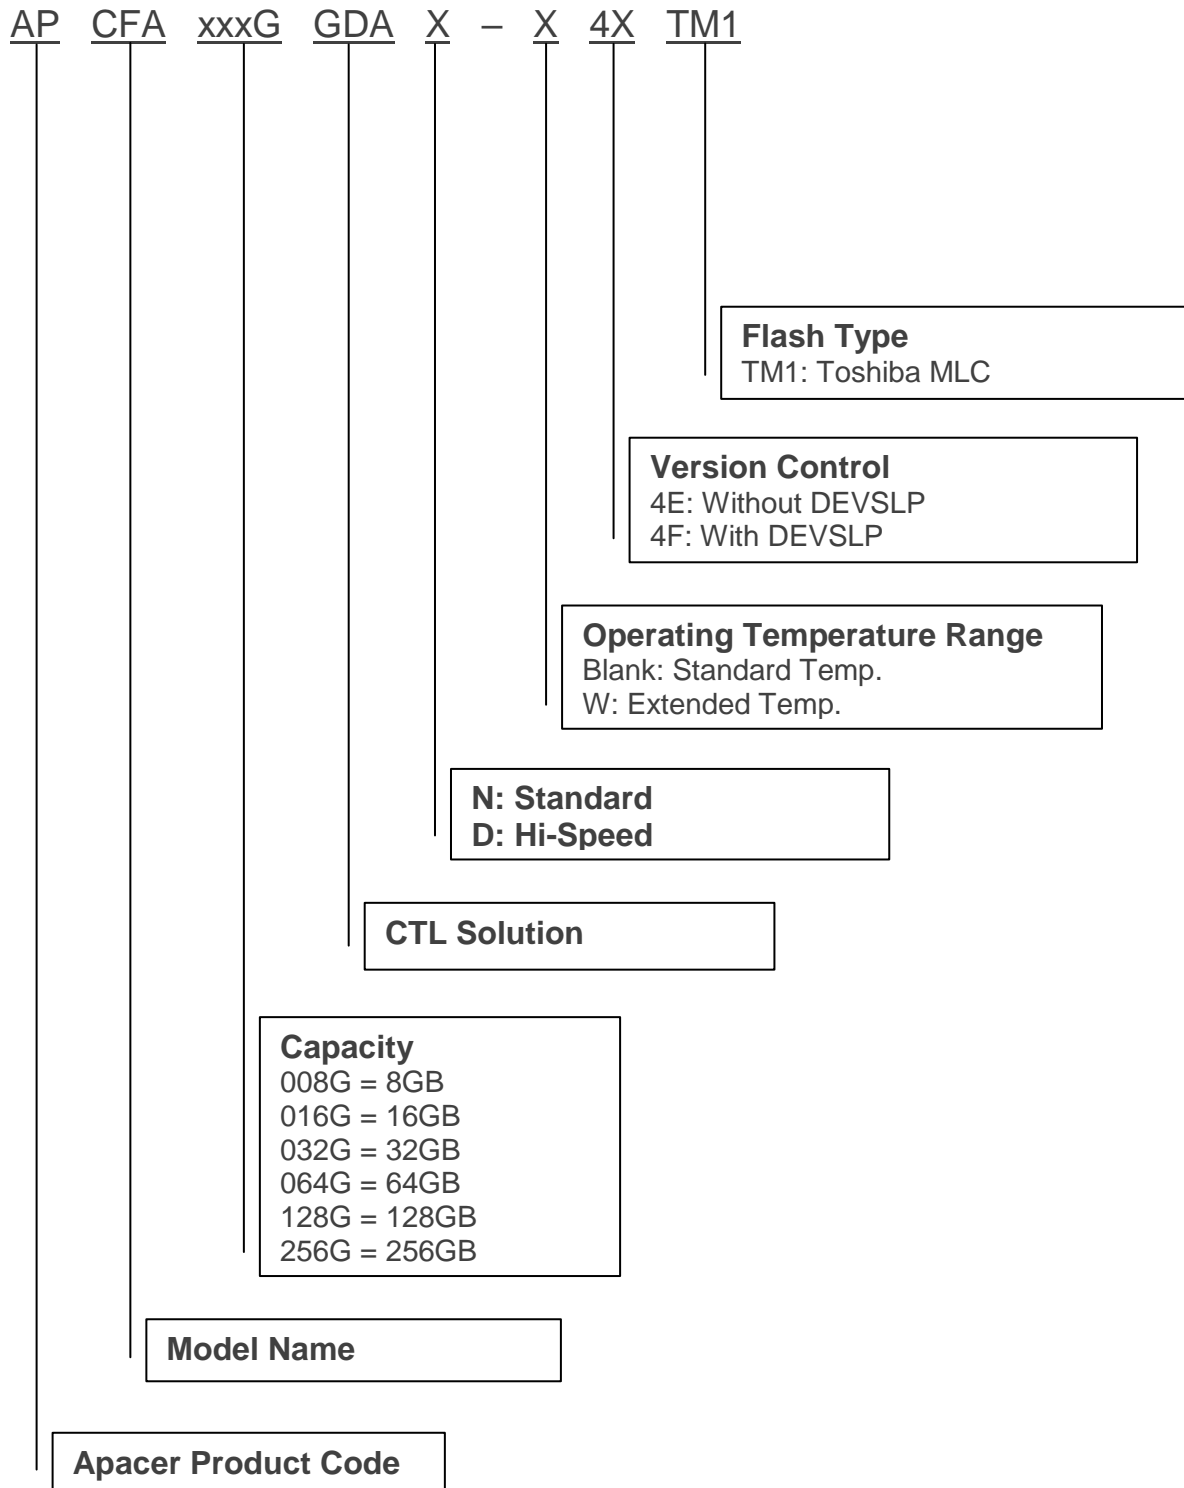 AP CFA xxxG GDA X – X 4X TM1
Flash Type
TM1: Toshiba MLC
Version Control
4E: Without DEVSLP
4F: With DEVSLP
Operating Temperature Range
Blank: Standard Temp.
W: Extended Temp.
N: Standard
D: Hi-Speed
CTL Solution
Capacity
008G = 8GB
016G = 16GB
032G = 32GB
064G = 64GB
128G = 128GB
256G = 256GB
Model Name
Apacer Product Code